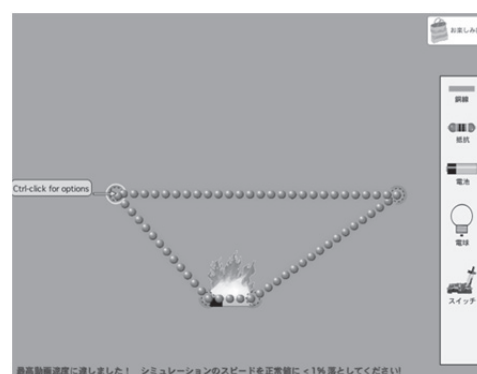 お楽しみ
Ctrl-click for options
銅線
抵抗
電池
電球
スイッチ
最高動画速度に達しました! シミュレーションのスピードを正常値に < 1% 落としてください!